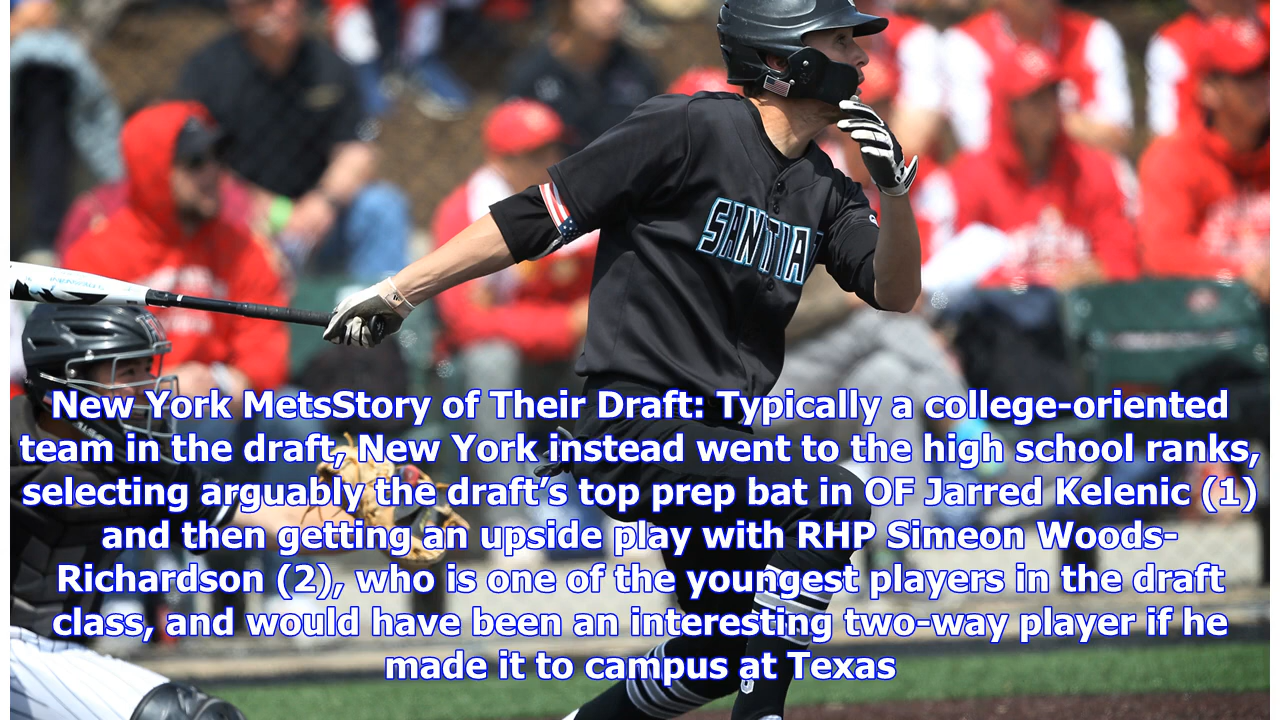 SANTIA
New York MetsStory of Their Draft: Typically a college-oriented
team in the draft, New York instead went to the high school ranks,
selecting arguably the draft’s top prep bat in OF Jarred Kelenic (1)
and then getting an upside play with RHP Simeon Woods-
Richardson (2), who is one of the youngest players in the draft
class, and would have been an interesting two-way player if he
made it to campus at Texas